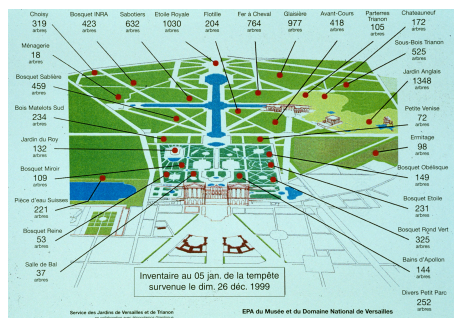 Choisy
319
arbres
Bosquet INRA
423
arbres
Sabotiers
632
arbres
Etoile Royale
1030
arbres
Flotille
204
arbres
Fer à Cheval
764
arbres
Glaisière
977
arbres
Avant-Cours
418
arbres
Parterres
Trianon
105
arbres
Chateauneuf
172
arbres
Ménagerie
18
arbres
Bosquet Sablière
459
arbres
Bois Matelots Sud
234
arbres
Jardin du Roy
132
arbres
Bosquet Miroir
109
arbres
Pièce d'eau Suisses
221
arbres
Bosquet Reine
53
arbres
Salle de Bal
37
arbres
Sous-Bois Trianon
525
arbres
Jardin Anglais
1348
arbres
Petite Venise
72
arbres
Ermitage
98
arbres
Bosquet Obélisque
149
arbres
Bosquet Etoile
231
arbres
Bosquet Rond Vert
325
arbres
Bains d'Apollon
144
arbres
Divers Petit Parc
252
arbres
Inventaire au 05 jan. de la tempête
survenue le dim. 26 déc. 1999
Service des Jardins de Versailles et de Trianon
EPA du Musée et du Domaine National de Versailles